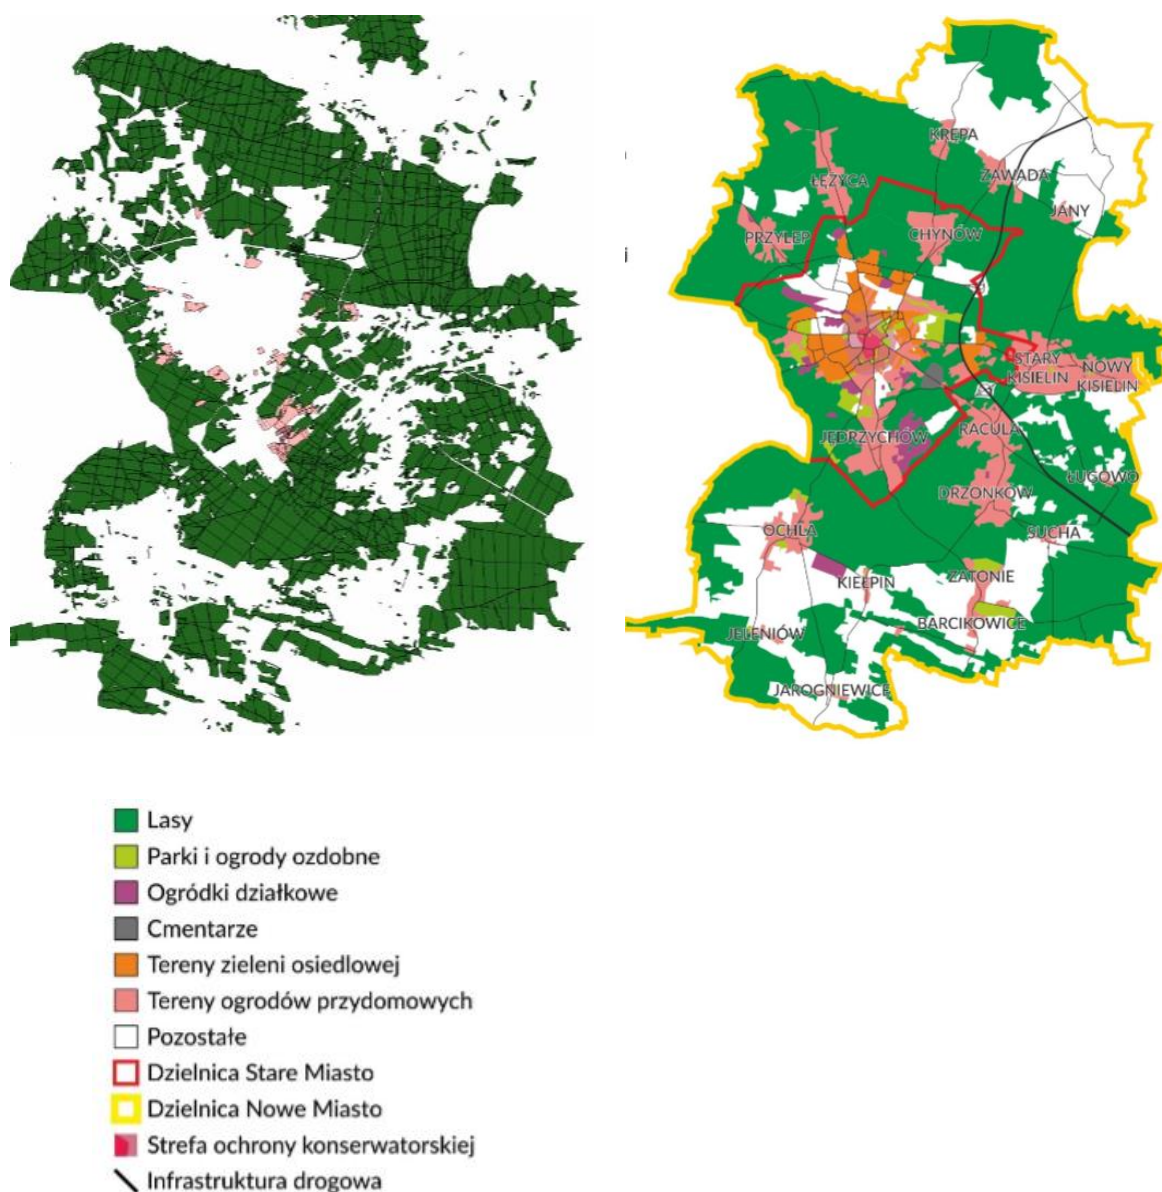 KRĘPA
ZAWADA
ŁĘŻYCA
JANY
PRZYLEP
CHYNÓW
STARY
KISIELIN
NOWY
KISIELIN
JĘDRZYCHÓW
RACULA
ŁUGOWO
DRZONKÓW
OCHLA
SUCHA
KIEŁPIN
ZATONIE
BARCIKOWICE
JELENIÓW
JAROGNIEWICE
Lasy
Parki i ogrody ozdobne
Ogródki działkowe
Cmentarze
Tereny zieleni osiedlowej
Tereny ogrodów przydomowych
Pozostałe
Dzielnica Stare Miasto
Dzielnica Nowe Miasto
Strefa ochrony konserwatorskiej
Infrastruktura drogowa